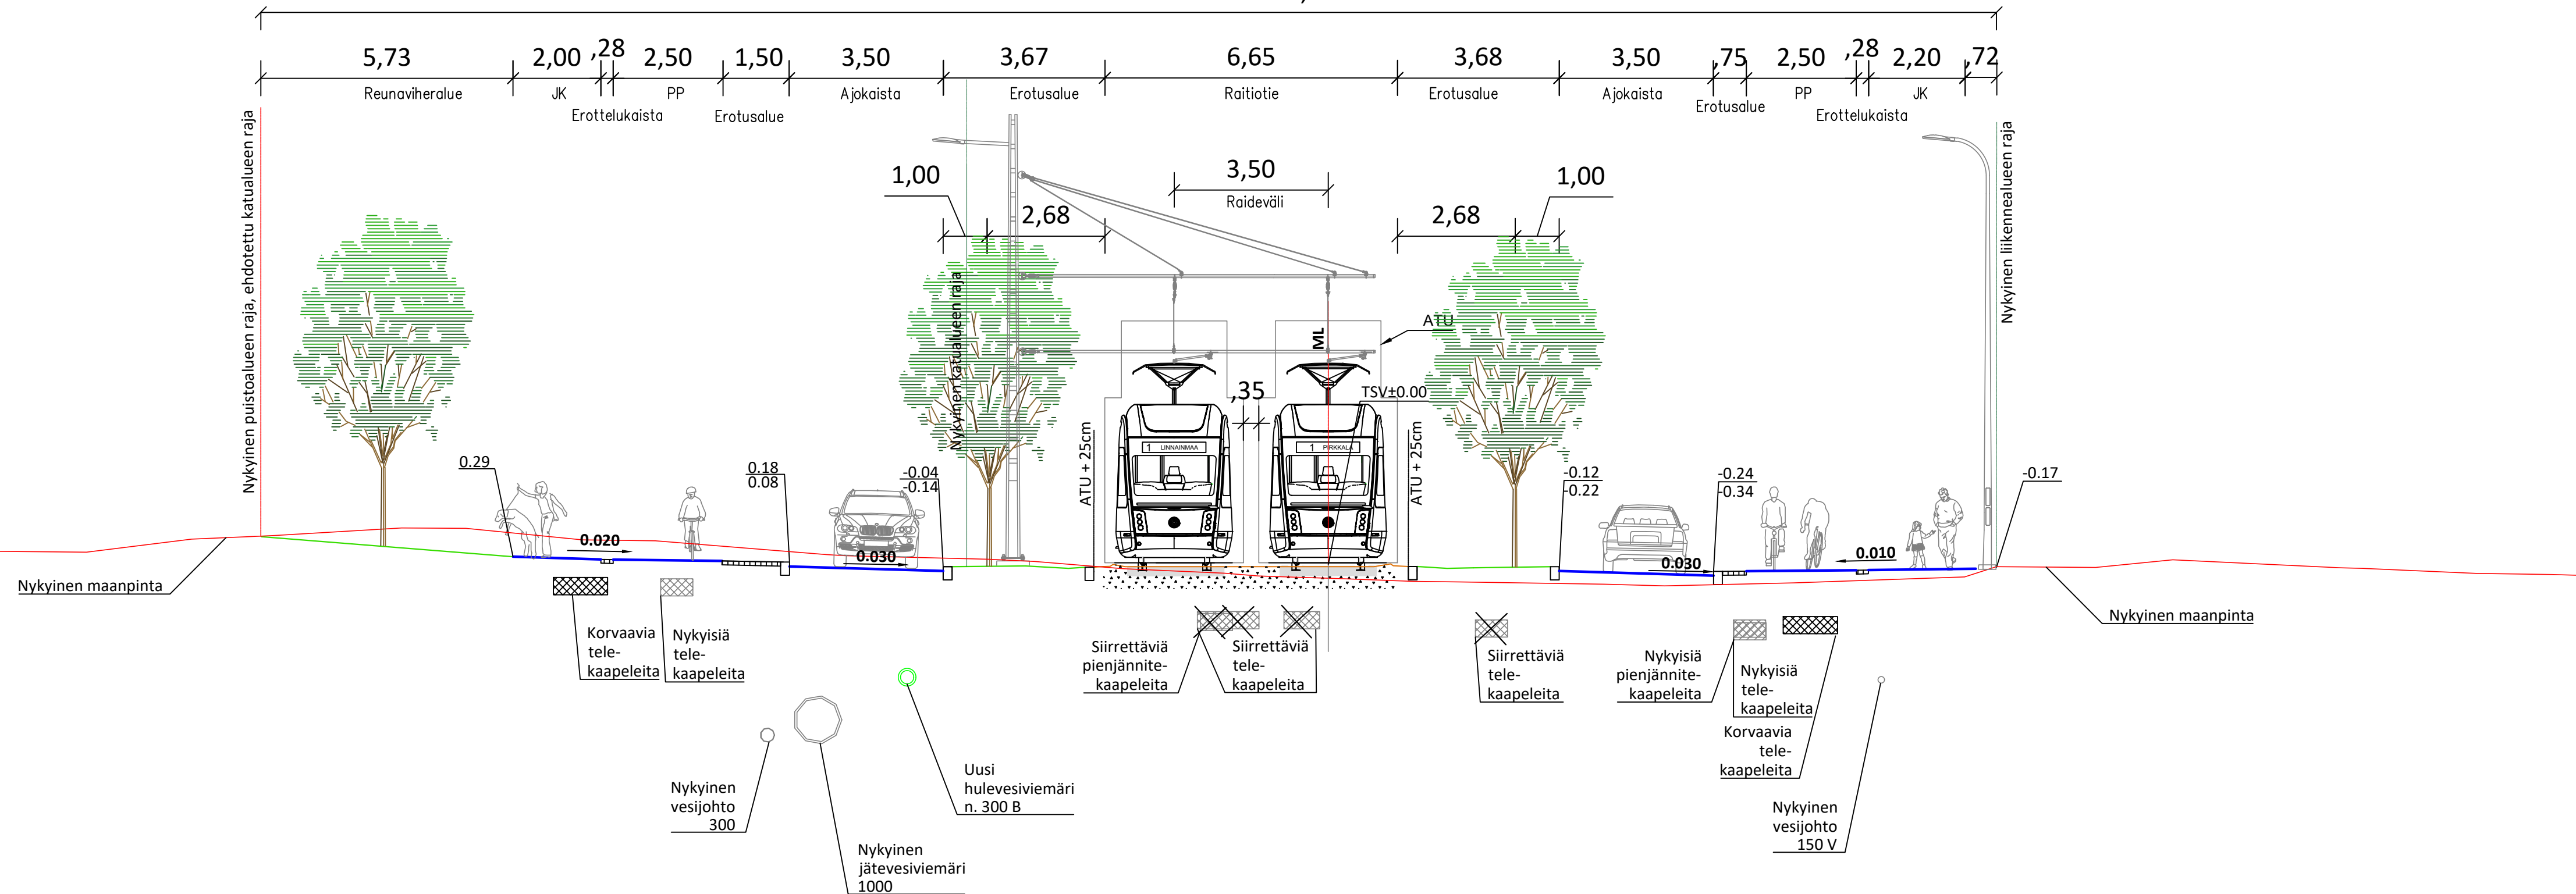 5,73 2,00 ,28 2,50 1,50 3,50 3,67 6,65 3,68 3,50 ,75 2,50 ,28 2,20 ,72
Reunaviheralue JK PP Ajokaista Erotusalue Raitiotie Erotusalue Ajokaista PP JK
Erottelukaista Erotusalue Erotusalue Erottelukaista
Nykyinen puistoalueen raja, ehdotettu katualueen raja
Nykyinen katualueen raja
Nykyinen liikennealueen raja
1,00 3,50 1,00
Raideväli
2,68 2,68
ML
ATU
,35
TSV±0.00
ATU + 25cm
ATU + 25cm
1 LINNAINMAA
1 PIRKKALA
0.29
0.18
0.08
-0.04
-0.14
-0.12
-0.22
-0.24
-0.34
-0.17
0.020
0.030
0.030
0.010
Nykyinen maanpinta
Nykyinen maanpinta
Korvaavia
tele-
kaapeleita
Nykyisiä
tele-
kaapeleita
Siirrettäviä
pienjännite-
kaapeleita
Siirrettäviä
tele-
kaapeleita
Siirrettäviä
tele-
kaapeleita
Nykyisiä
pienjännite-
kaapeleita
Nykyisiä
tele-
kaapeleita
Korvaavia
tele-
kaapeleita
Nykyinen
vesijohto
300
Nykyinen
jätevesiviemäri
1000
Uusi
hulevesiviemäri
n. 300 B
Nykyinen
vesijohto
150 V